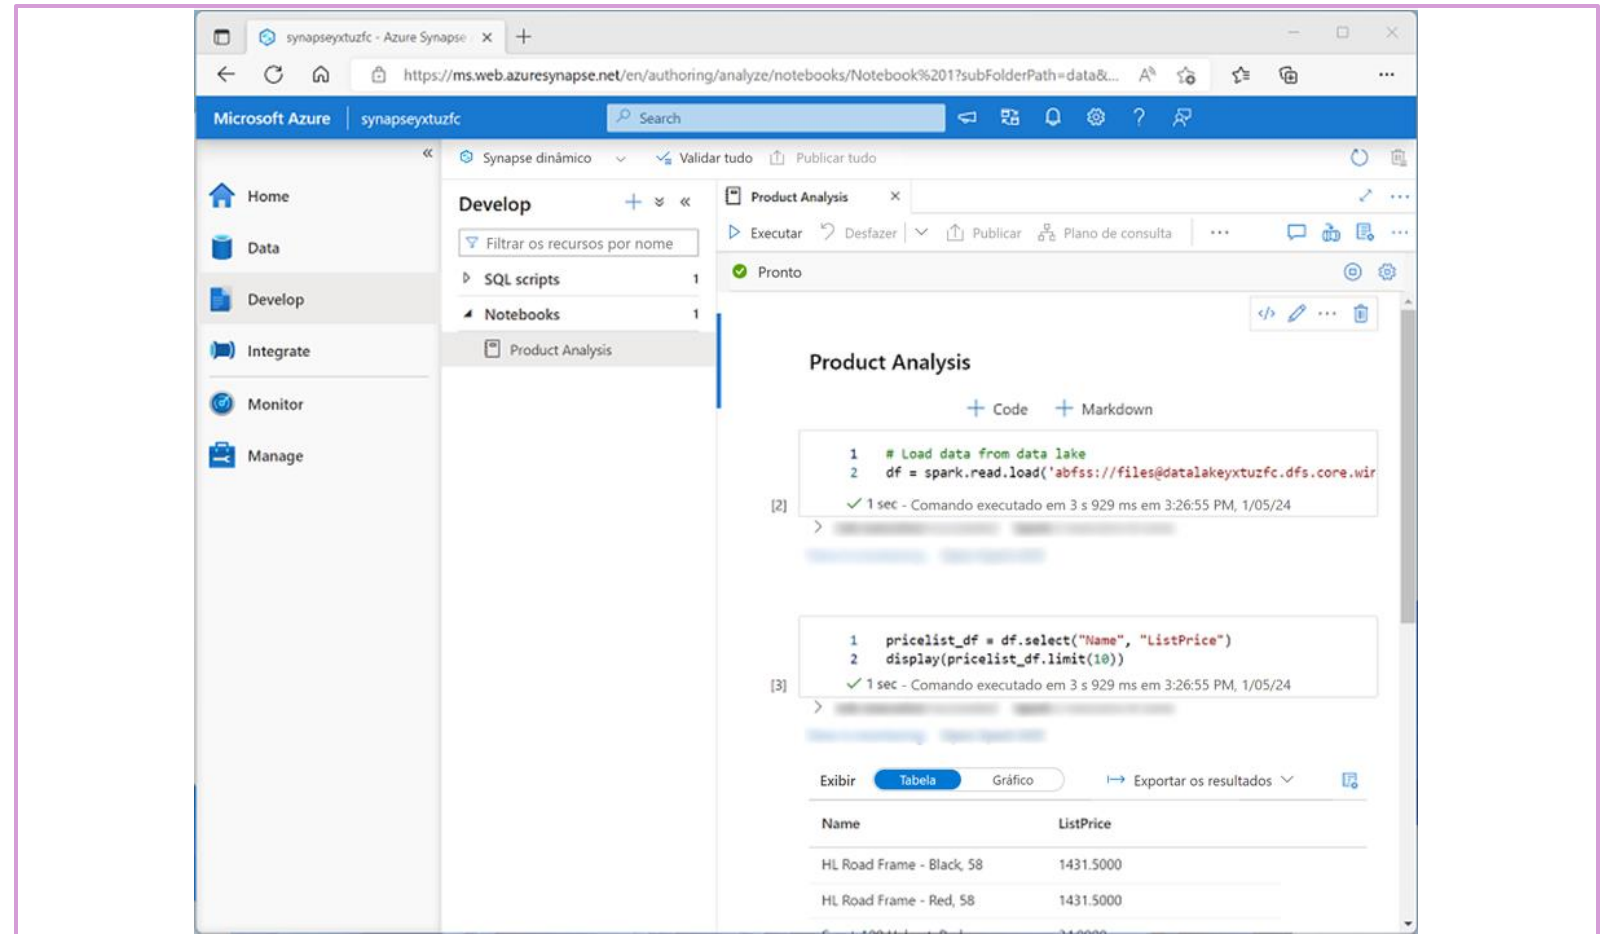 synapseyxtuzfc - Azure Synapse
https://ms.web.azuresynapse.net/en/authoring/analyze/notebooks/Notebook%201?subFolderPath=data&...
Microsoft Azure synapseyxtuzfc Search
Synapse dinâmico Validar tudo Publicar tudo
Home
Data
Develop
Integrate
Monitor
Manage
Develop
Filtrar os recursos por nome
SQL scripts 1
Notebooks 1
Product Analysis
Product Analysis
Executar Desfazer Publicar Plano de consulta ...
Pronto
Product Analysis
+ Code + Markdown
1 # Load data from data lake
2 df = spark.read.load('abfss://files@datalakeyxtuzfc.dfs.core.wir
[2] 1 sec - Comando executado em 3 s 929 ms em 3:26:55 PM, 1/05/24
1 pricelist_df = df.select("Name", "ListPrice")
2 display(pricelist_df.limit(10))
[3] 1 sec - Comando executado em 3 s 929 ms em 3:26:55 PM, 1/05/24
Exibir Tabela Gráfico Exportar os resultados
Name ListPrice
HL Road Frame - Black, 58 1431.5000
HL Road Frame - Red, 58 1431.5000